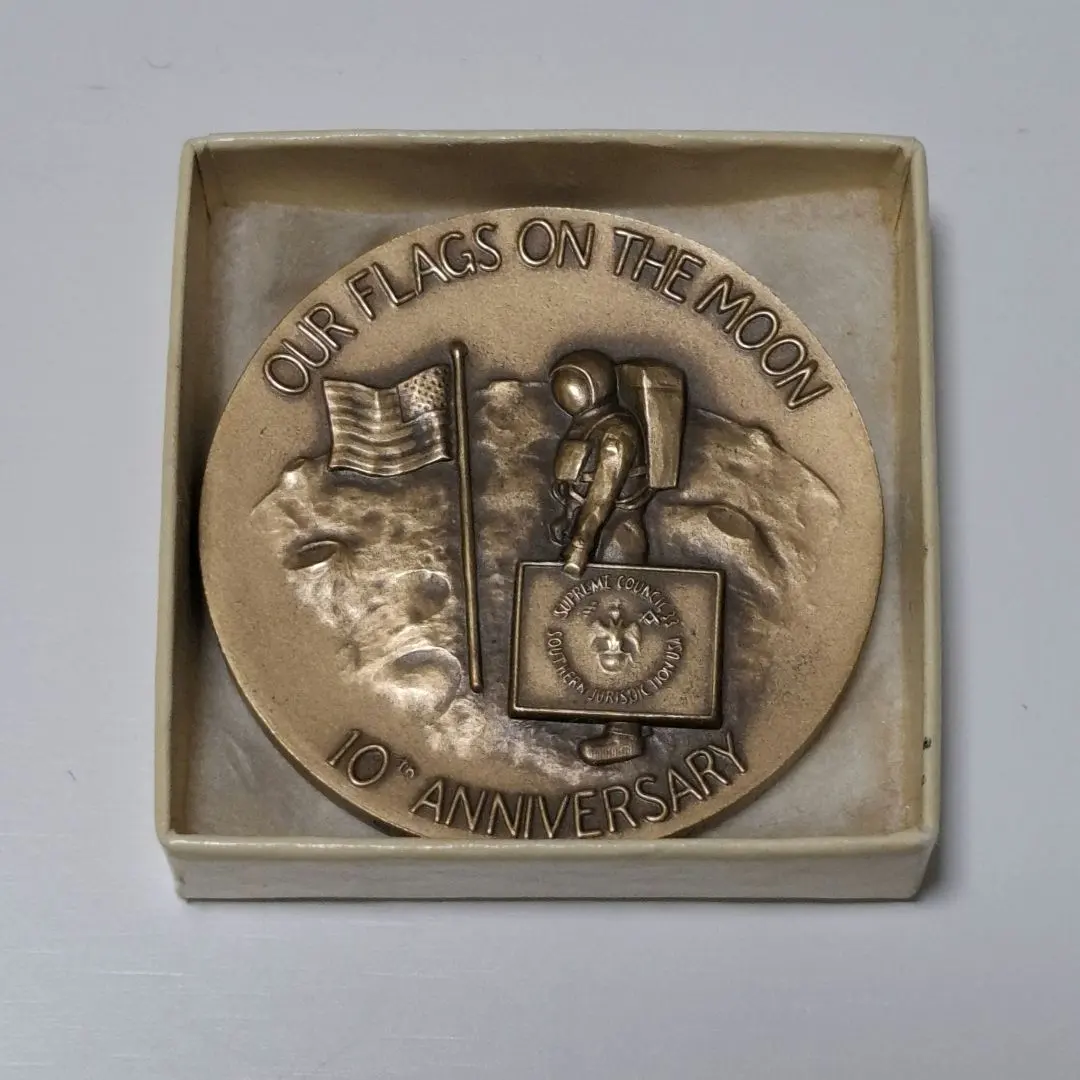 OUR FLAGS ON THE MOON
SUPREME COUNCIL 33
SOUTHERN JURISDICTION USA
10TH ANNIVERSARY